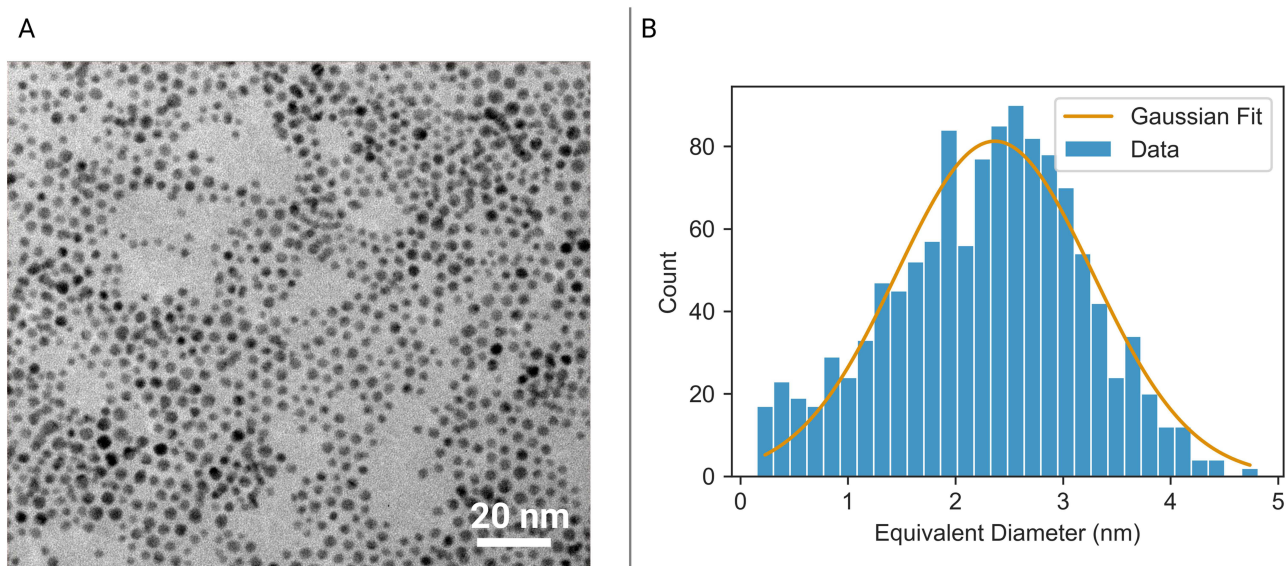 A
B
20 nm
Gaussian Fit
Data
80
60
40
20
0
Count
0 1 2 3 4 5
Equivalent Diameter (nm)